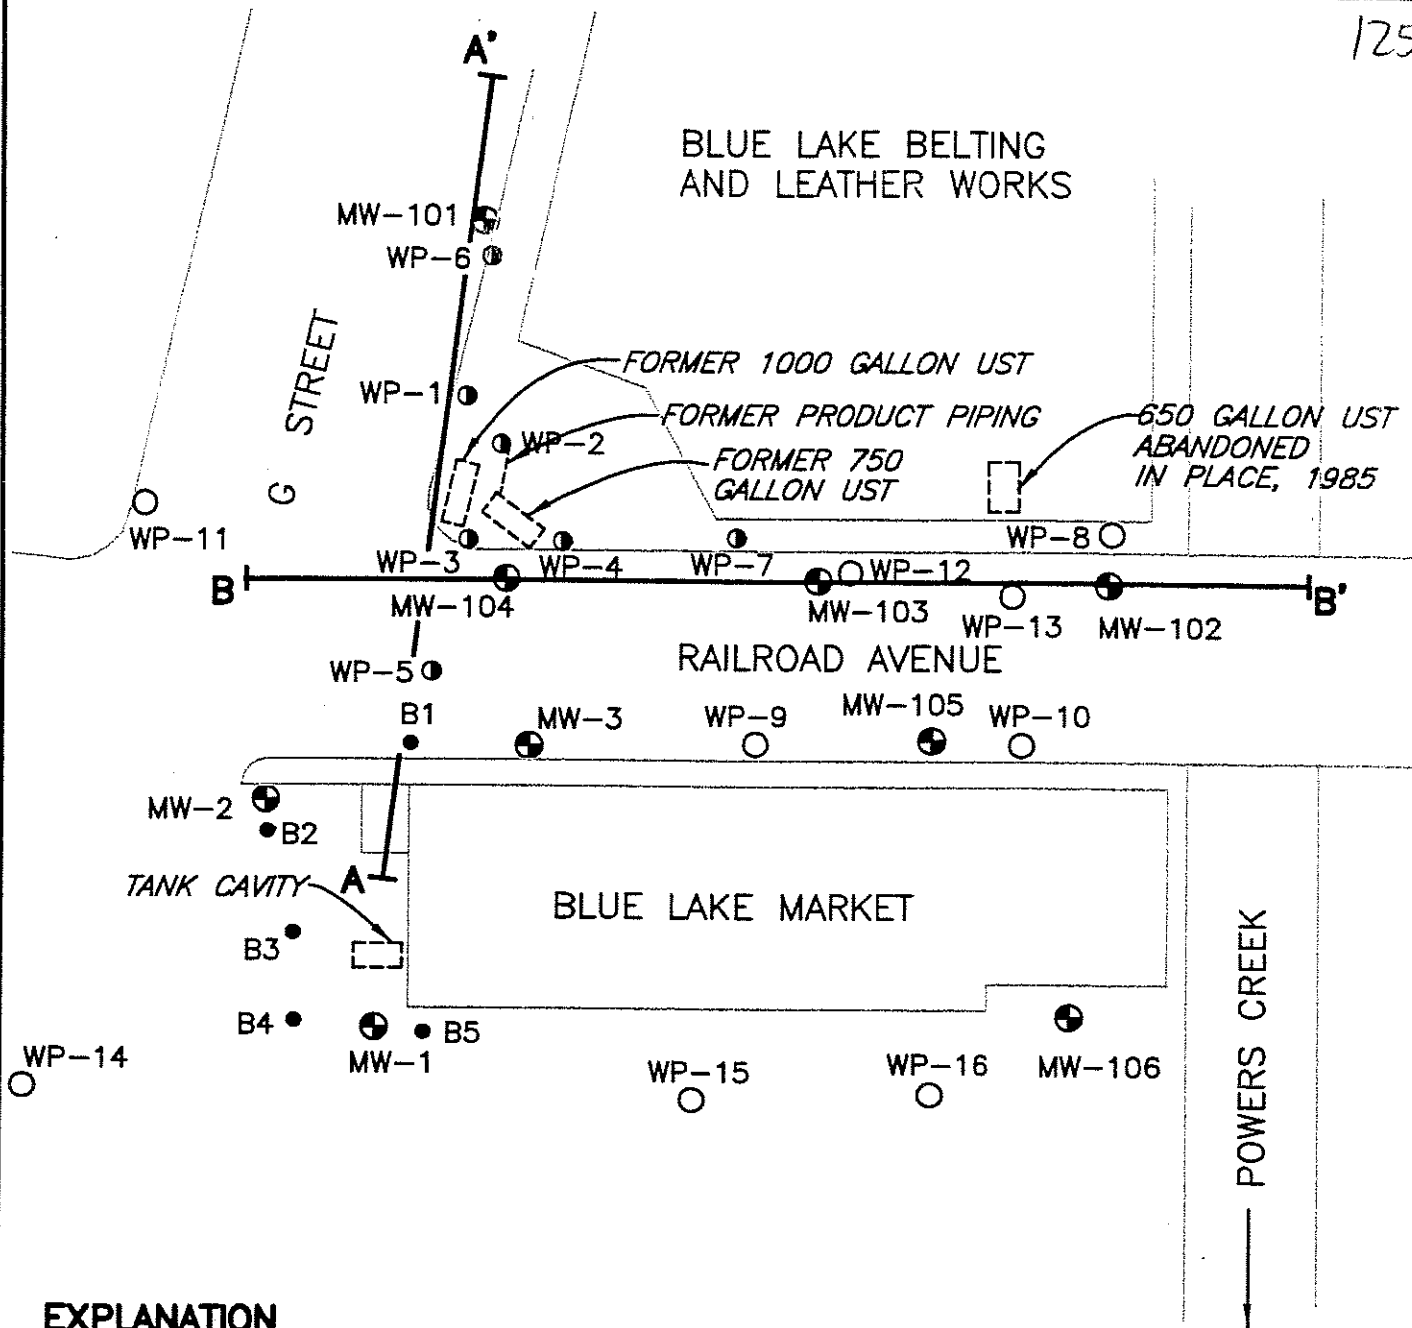 125
A'
BLUE LAKE BELTING
AND LEATHER WORKS
MW-101
WP-6
G STREET
FORMER 1000 GALLON UST
WP-1
FORMER PRODUCT PIPING
650 GALLON UST
ABANDONED
IN PLACE, 1985
WP-2
FORMER 750
GALLON UST
WP-11
WP-8
WP-3
WP-4
WP-7
WP-12
B
B'
MW-104
MW-103
WP-13
MW-102
RAILROAD AVENUE
WP-5
B1
MW-3
WP-9
MW-105
WP-10
MW-2
B2
TANK CAVITY
A
BLUE LAKE MARKET
B3
B4
MW-1
B5
WP-14
WP-15
WP-16
MW-106
POWERS CREEK
EXPLANATION